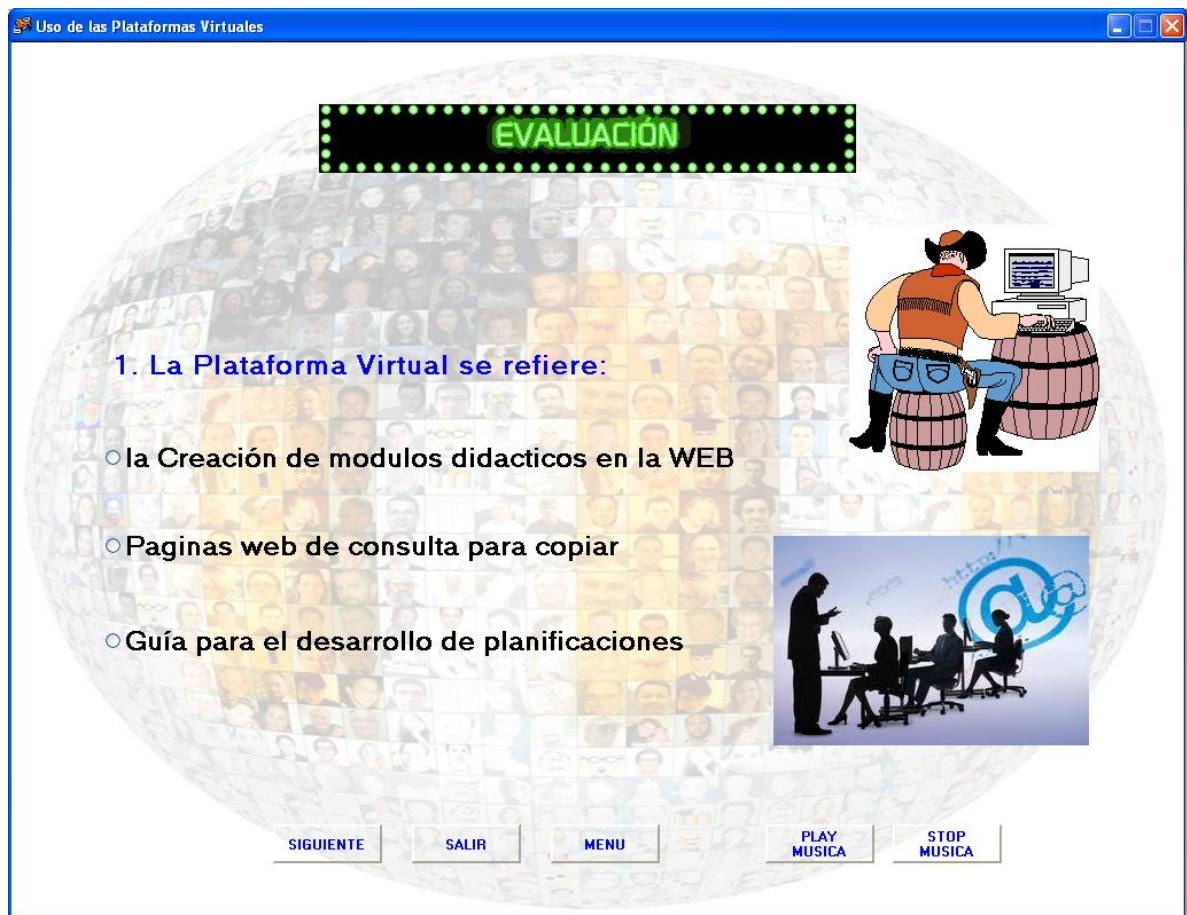 Uso de las Plataformas Virtuales
EVALUACIÓN
1. La Plataforma Virtual se refiere:
la Creación de modulos didacticos en la WEB
Paginas web de consulta para copiar
http://
Guía para el desarrollo de planificaciones
SIGUIENTE
SALIR
MENU
PLAY
MUSICA
STOP
MUSICA